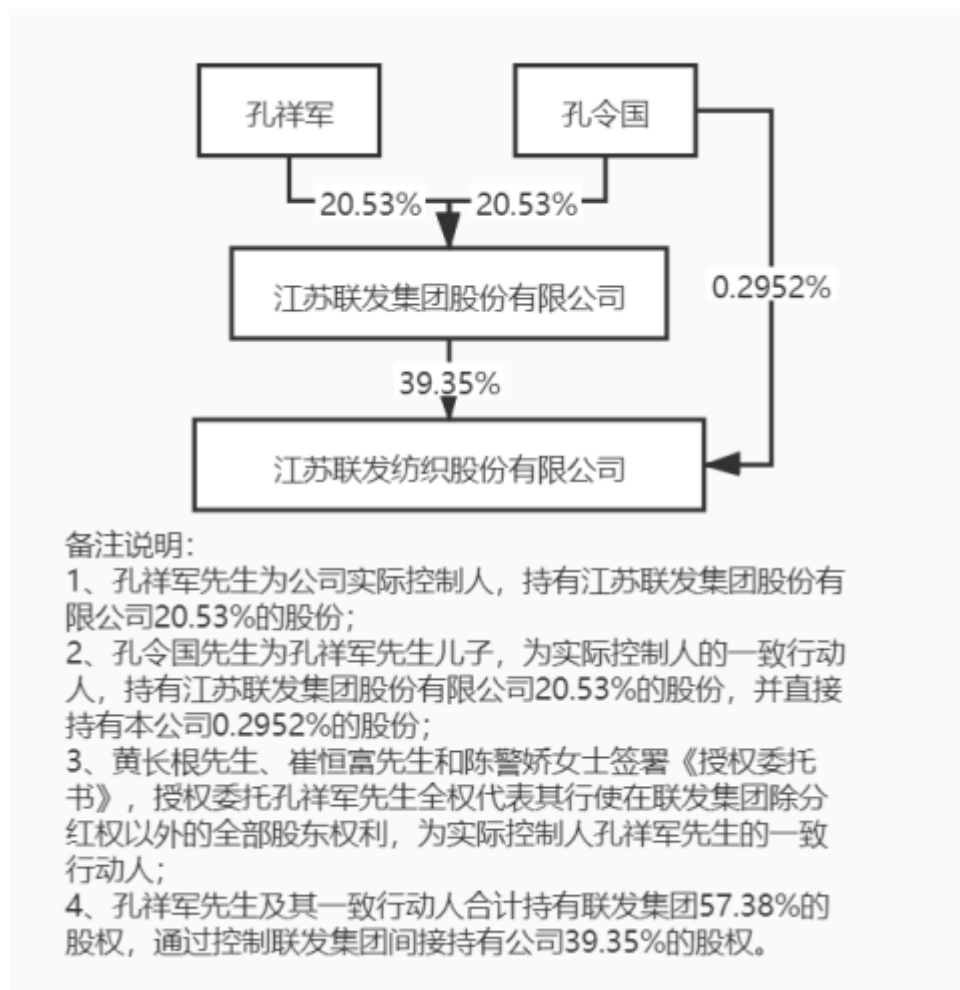 孔祥军
孔令国
20.53%
20.53%
江苏联发集团股份有限公司
0.2952%
39.35%
江苏联发纺织股份有限公司
备注说明：
1、孔祥军先生为公司实际控制人，持有江苏联发集团股份有
限公司20.53%的股份；
2、孔令国先生为孔祥军先生儿子，为实际控制人的一致行动
人，持有江苏联发集团股份有限公司20.53%的股份，并直接
持有本公司0.2952%的股份；
3、黄长根先生、崔恒富先生和陈警娇女士签署《授权委托
书》，授权委托孔祥军先生全权代表其行使在联发集团除分
红权以外的全部股东权利，为实际控制人孔祥军先生的一致
行动人；
4、孔祥军先生及其一致行动人合计持有联发集团57.38%的
股权，通过控制联发集团间接持有公司39.35%的股权。